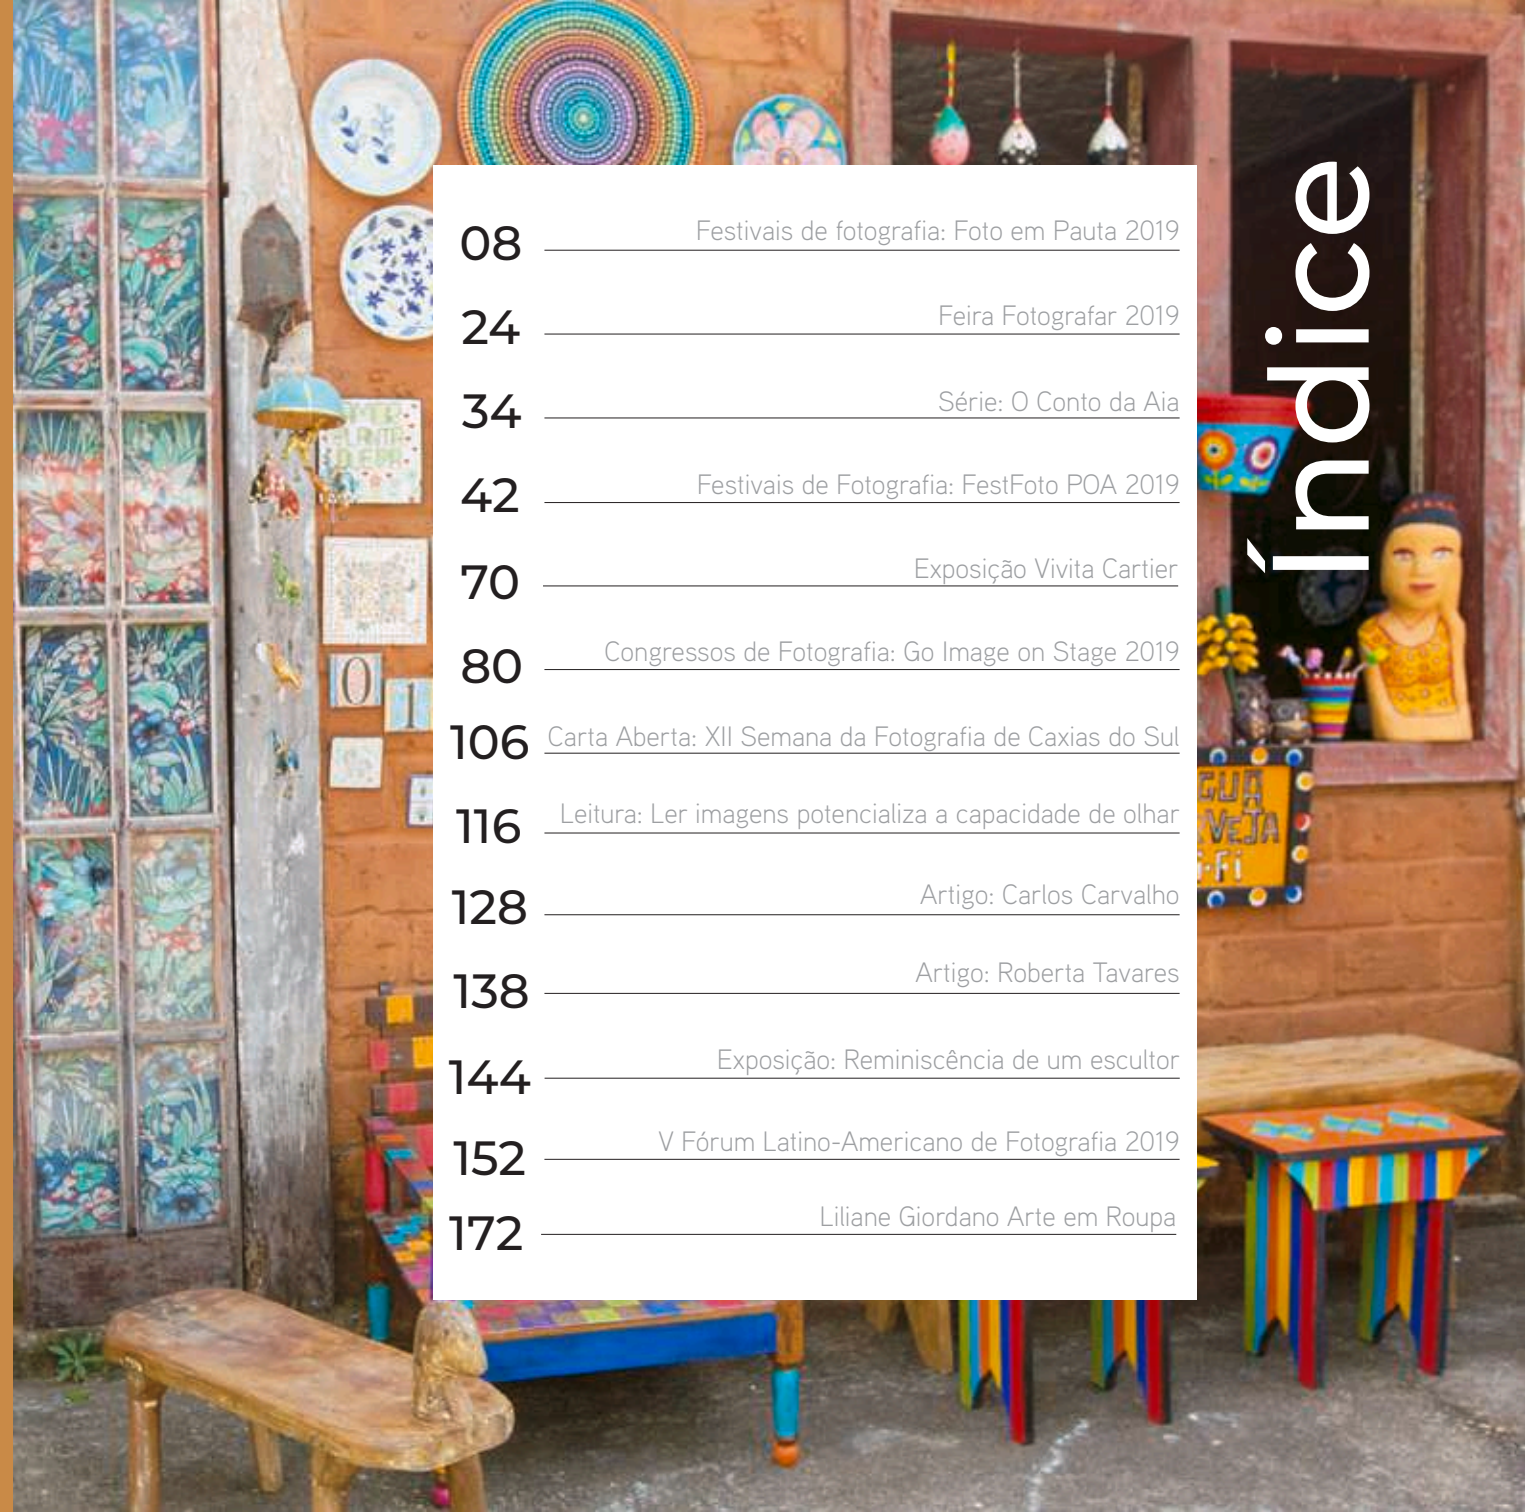 Índice
08 Festivais de fotografia: Foto em Pauta 2019
24 Feira Fotografar 2019
34 Série: O Conto da Aia
42 Festivais de Fotografia: FestFoto POA 2019
70 Exposição Vivita Cartier
80 Congressos de Fotografia: Go Image on Stage 2019
106 Carta Aberta: XII Semana da Fotografia de Caxias do Sul
116 Leitura: Ler imagens potencializa a capacidade de olhar
128 Artigo: Carlos Carvalho
138 Artigo: Roberta Tavares
144 Exposição: Reminiscência de um escultor
152 V Fórum Latino-Americano de Fotografia 2019
172 Liliane Giordano Arte em Roupa